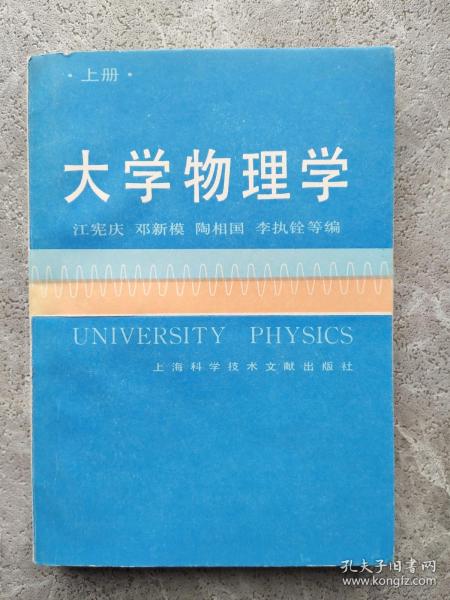 ·上册·
大学物理学
江宪庆 邓新模 陶相国 李执铨等编
UNIVERSITY PHYSICS
上海科学技术文献出版社
孔夫子旧书网
www.kongfz.com